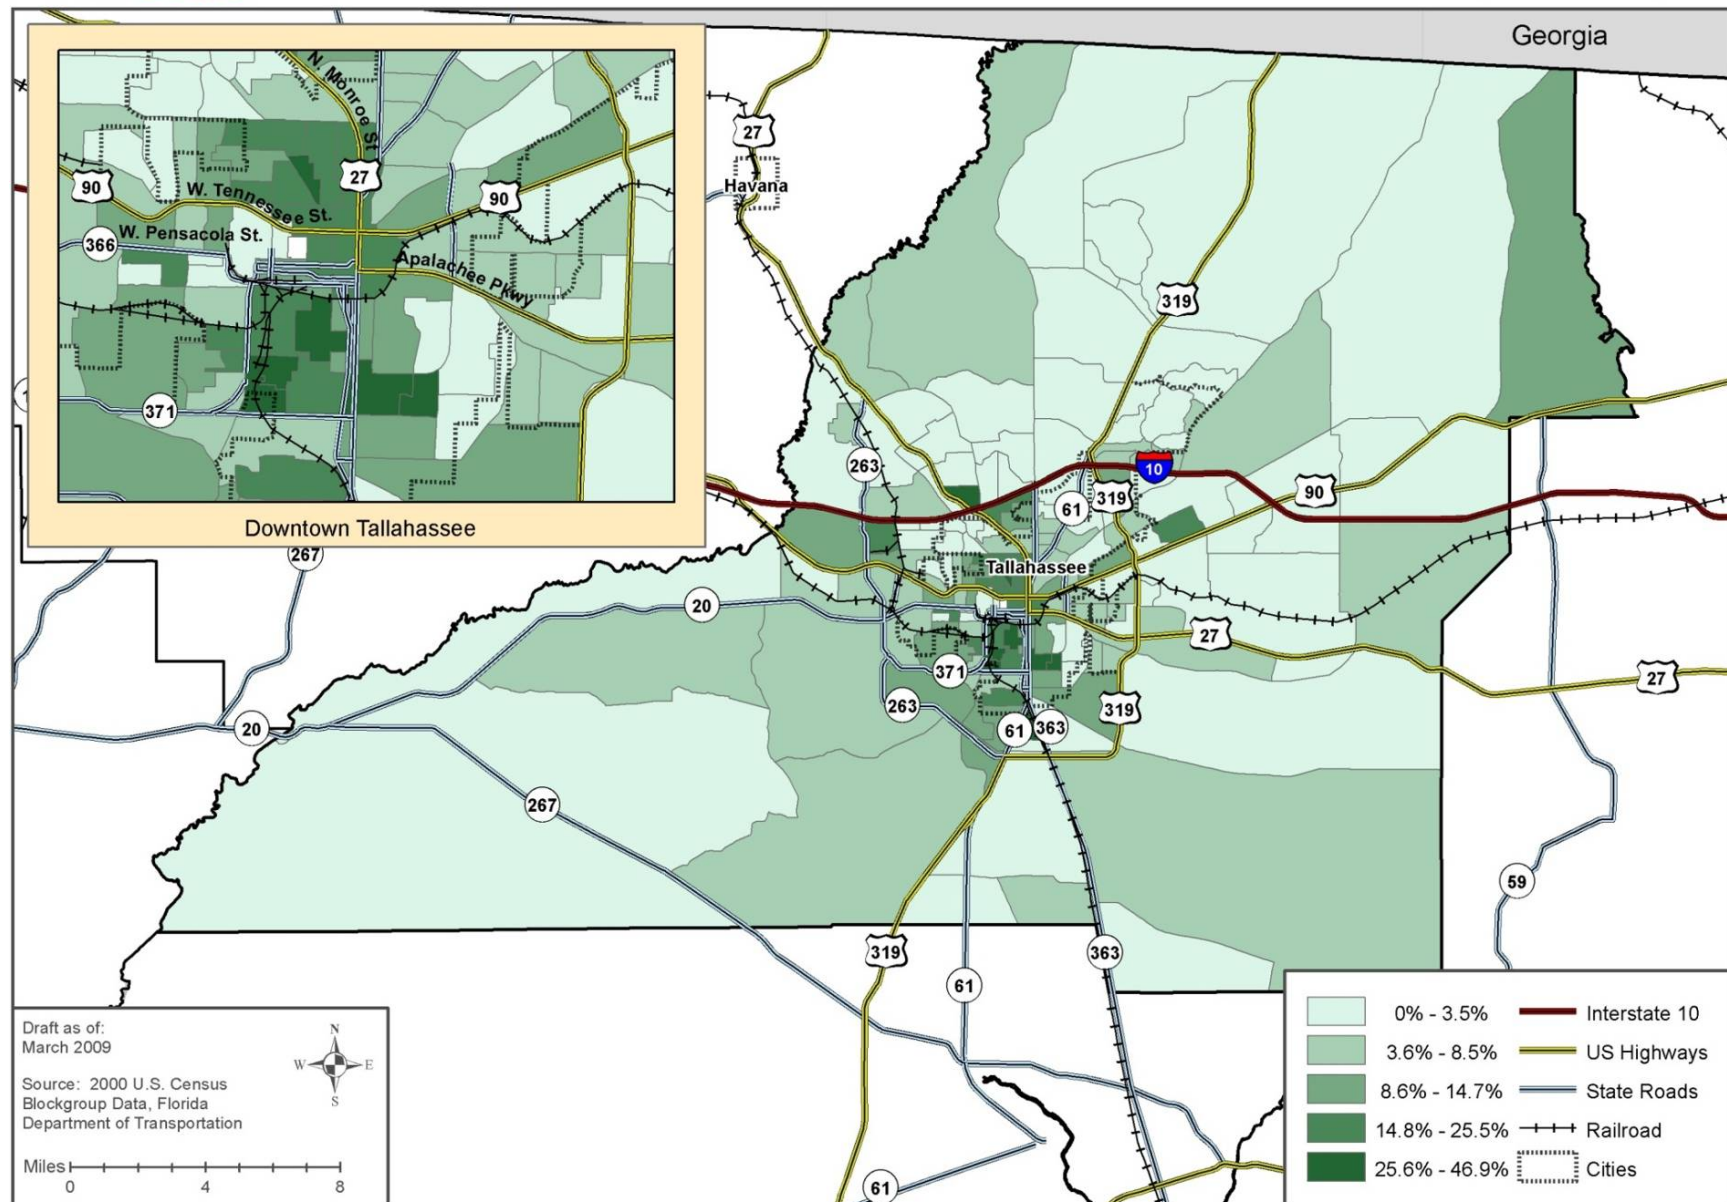 Georgia
N. Monroe St
27
90
W. Tennessee St.
90
W. Pensacola St.
366
Apalachee Pkwy
371
Downtown Tallahassee
27
Havana
319
263
10
319
90
61
267
Tallahassee
20
27
371
27
263
319
20
61
363
267
59
319
363
61
61
Draft as of:
March 2009
N
W E
S
Source: 2000 U.S. Census
Blockgroup Data, Florida
Department of Transportation
Miles
0 4 8
0% - 3.5% Interstate 10
3.6% - 8.5% US Highways
8.6% - 14.7% State Roads
14.8% - 25.5% Railroad
25.6% - 46.9% Cities